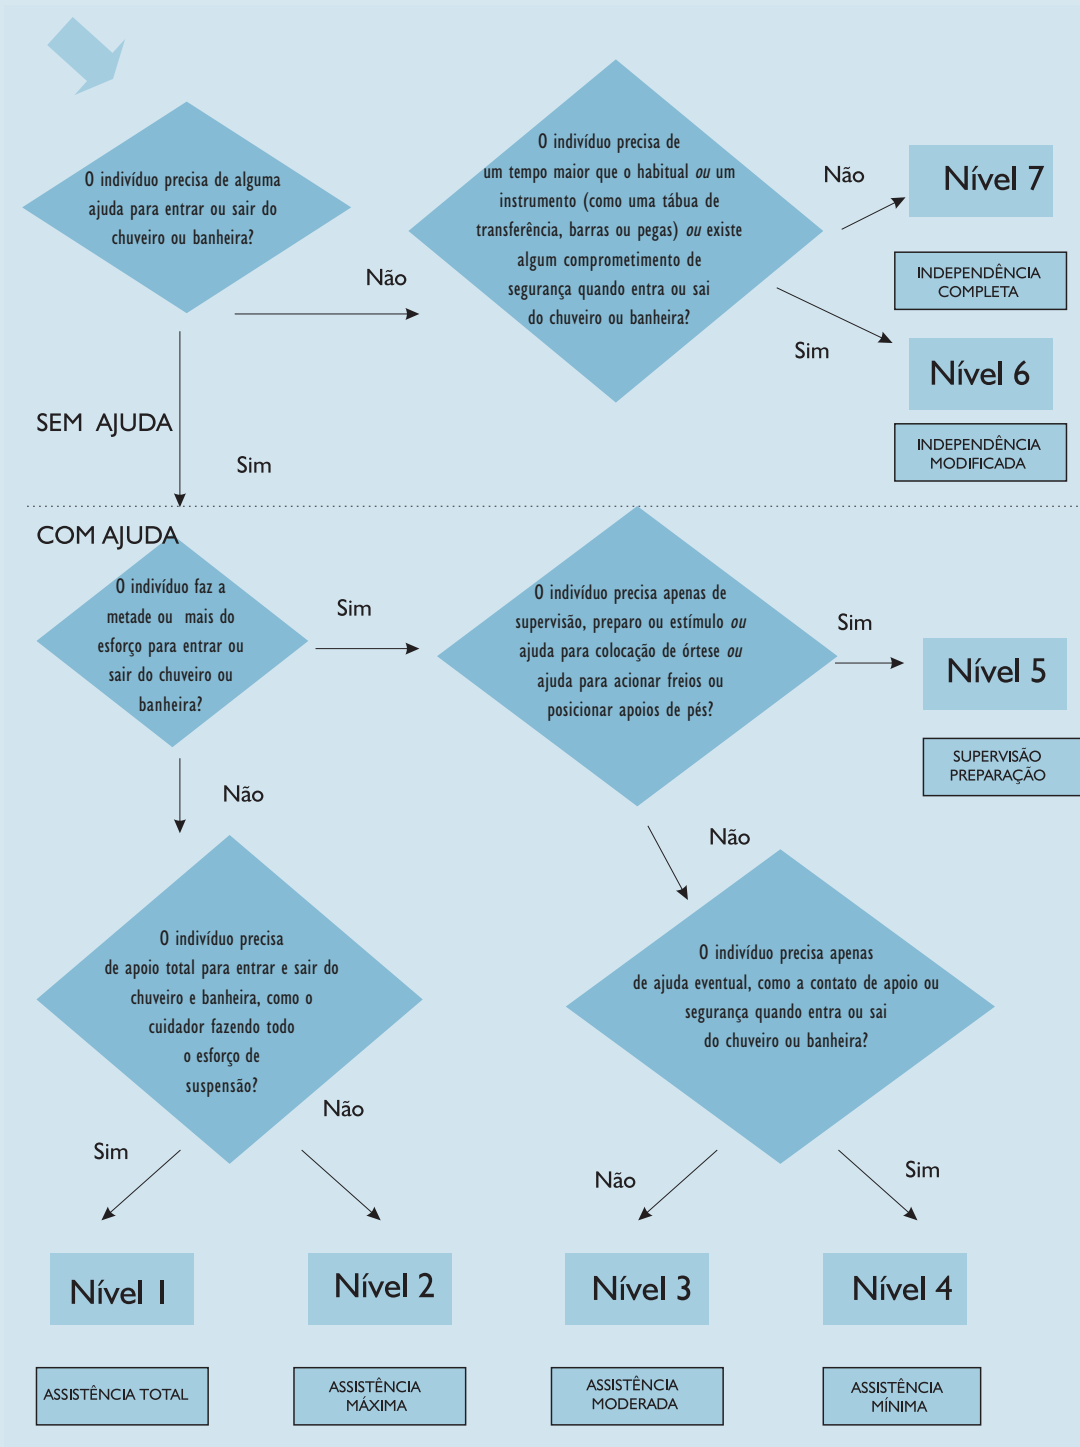 O indivíduo precisa de alguma
ajuda para entrar ou sair do
chuveiro ou banheira?
Não
O indivíduo precisa de
um tempo maior que o habitual ou um
instrumento (como uma tábua de
transferência, barras ou pegas) ou existe
algum comprometimento de
segurança quando entra ou sai
do chuveiro ou banheira?
Não
Nível 7
INDEPENDÊNCIA
COMPLETA
Sim
Nível 6
INDEPENDÊNCIA
MODIFICADA
SEM AJUDA
Sim
COM AJUDA
O indivíduo faz a
metade ou mais do
esforço para entrar ou
sair do chuveiro ou
banheira?
Sim
O indivíduo precisa apenas de
supervisão, preparo ou estímulo ou
ajuda para colocação de órtese ou
ajuda para acionar freios ou
posicionar apoios de pés?
Sim
Nível 5
SUPERVISÃO
PREPARAÇÃO
Não
Não
O indivíduo precisa
de apoio total para entrar e sair do
chuveiro e banheira, como o
cuidador fazendo todo
o esforço de
suspensão?
O indivíduo precisa apenas
de ajuda eventual, como a contato de apoio ou
segurança quando entra ou sai
do chuveiro ou banheira?
Sim
Não
Não
Sim
Nível 1
Nível 2
Nível 3
Nível 4
ASSISTÊNCIA TOTAL
ASSISTÊNCIA
MÁXIMA
ASSISTÊNCIA
MODERADA
ASSISTÊNCIA
MÍNIMA